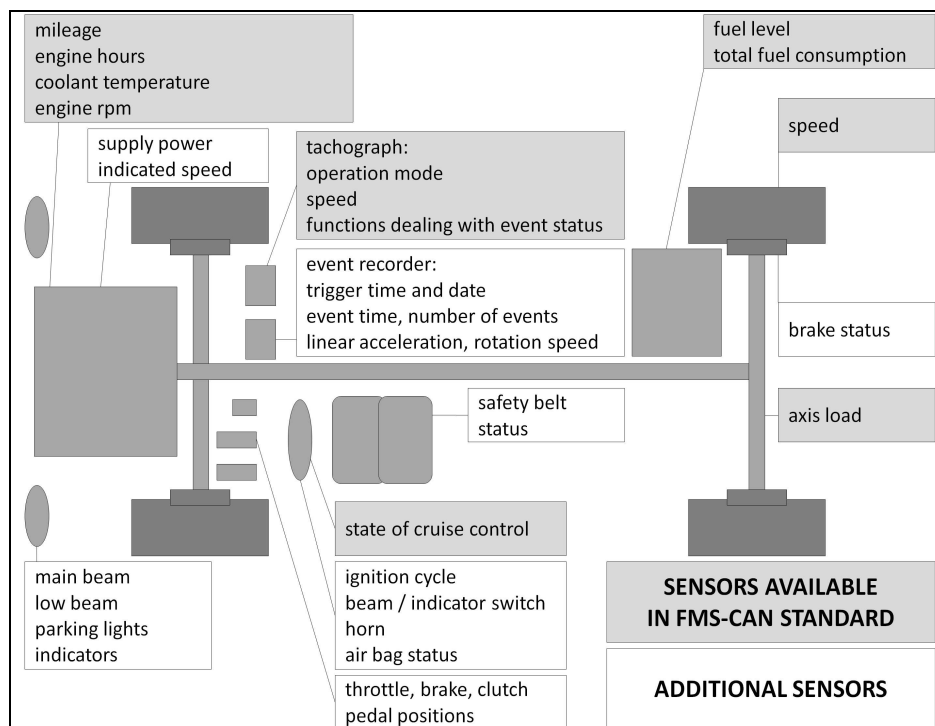 mileage
engine hours
coolant temperature
engine rpm
fuel level
total fuel consumption
speed
supply power
indicated speed
tachograph:
operation mode
speed
functions dealing with event status
event recorder:
trigger time and date
event time, number of events
linear acceleration, rotation speed
brake status
safety belt
status
axis load
state of cruise control
main beam
low beam
parking lights
indicators
ignition cycle
beam / indicator switch
horn
air bag status
throttle, brake, clutch
pedal positions
SENSORS AVAILABLE
IN FMS-CAN STANDARD
ADDITIONAL SENSORS